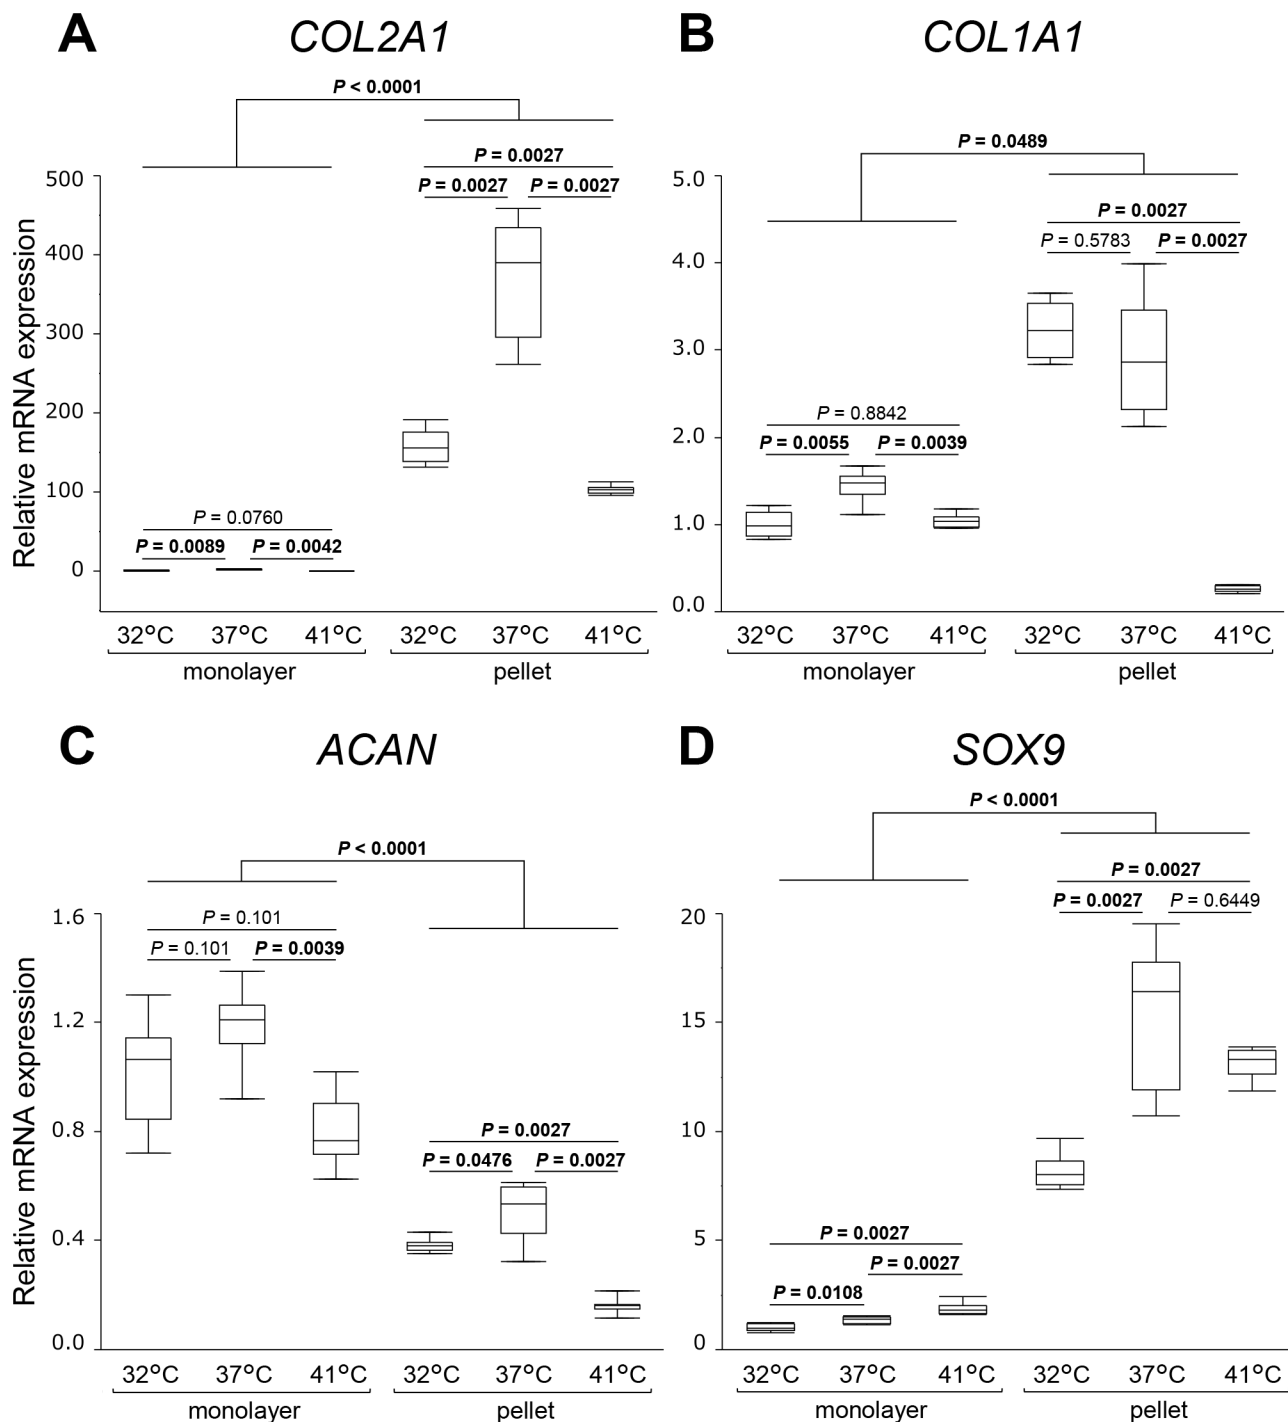 A COL2A1
P < 0.0001
P = 0.0027
P = 0.0027 P = 0.0027
500
400
300
200
100
0
Relative mRNA expression
P = 0.0760
P = 0.0089 P = 0.0042
32°C 37°C 41°C 32°C 37°C 41°C
monolayer pellet
B COL1A1
P = 0.0489
P = 0.0027
P = 0.5783 P = 0.0027
5.0
4.0
3.0
2.0
1.0
0.0
P = 0.8842
P = 0.0055 P = 0.0039
32°C 37°C 41°C 32°C 37°C 41°C
monolayer pellet
C ACAN
P < 0.0001
P = 0.101
P = 0.101 P = 0.0039
1.6
1.2
0.8
0.4
0.0
Relative mRNA expression
P = 0.0027
P = 0.0476 P = 0.0027
32°C 37°C 41°C 32°C 37°C 41°C
monolayer pellet
D SOX9
P < 0.0001
P = 0.0027
P = 0.0027 P = 0.6449
20
15
10
5
0
P = 0.0027
P = 0.0027
P = 0.0108
32°C 37°C 41°C 32°C 37°C 41°C
monolayer pellet